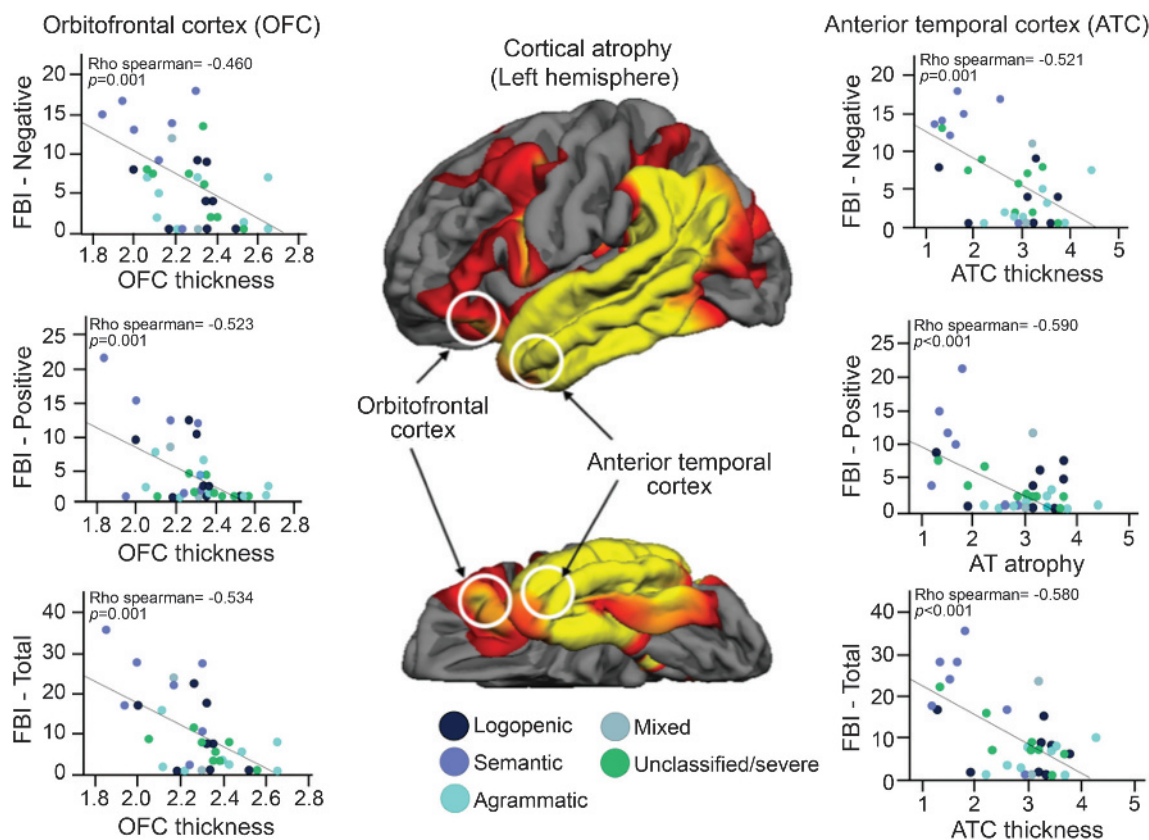 Orbitofrontal cortex (OFC)
Rho spearman= -0.460
p=0.001
FBI - Negative
20
15
10
5
0
1.8 2.0 2.2 2.4 2.6 2.8
OFC thickness
Rho spearman= -0.523
p=0.001
FBI - Positive
25
20
15
10
5
0
1.8 2.0 2.2 2.4 2.6 2.8
OFC thickness
Rho spearman= -0.534
p=0.001
FBI - Total
40
30
20
10
0
1.8 2.0 2.2 2.4 2.6 2.8
OFC thickness
Cortical atrophy
(Left hemisphere)
Orbitofrontal
cortex
Anterior temporal
cortex
Logopenic
Semantic
Agrammatic
Mixed
Unclassified/severe
Anterior temporal cortex (ATC)
Rho spearman= -0.521
p=0.001
FBI - Negative
20
15
10
5
0
1 2 3 4 5
ATC thickness
Rho spearman= -0.590
p<0.001
FBI - Positive
25
20
15
10
5
0
1 2 3 4 5
AT atrophy
Rho spearman= -0.580
p<0.001
FBI - Total
40
30
20
10
0
1 2 3 4 5
ATC thickness